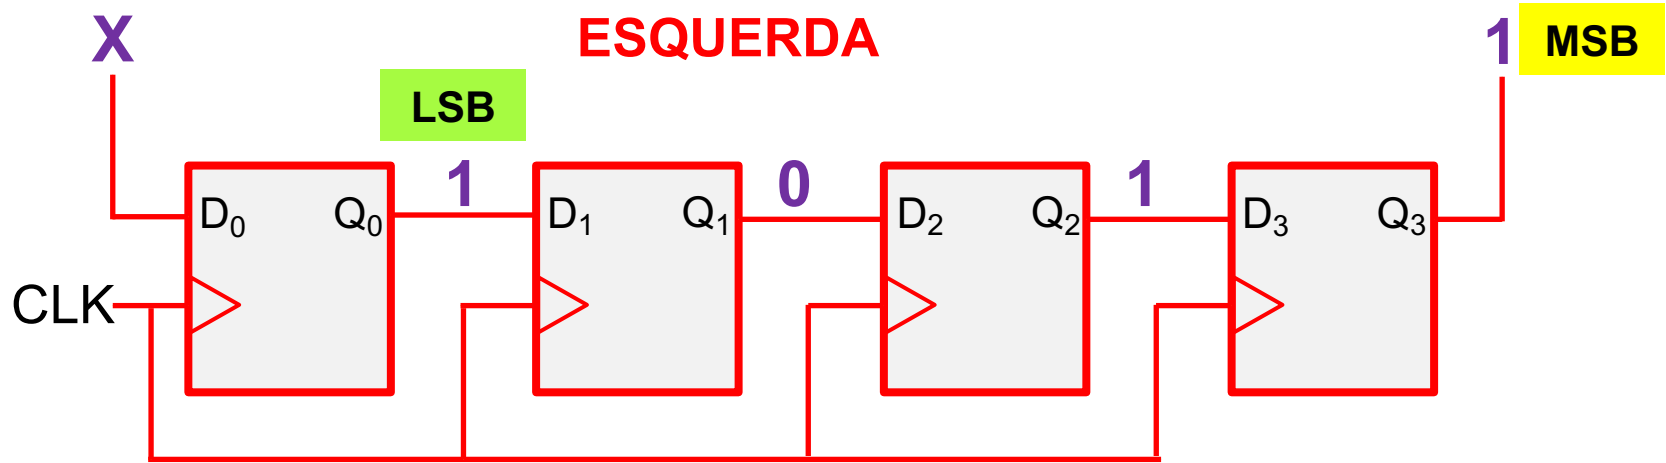 X ESQUERDA 1 MSB
LSB
1 0 1
D₀ Q₀ D₁ Q₁ D₂ Q₂ D₃ Q₃
CLK